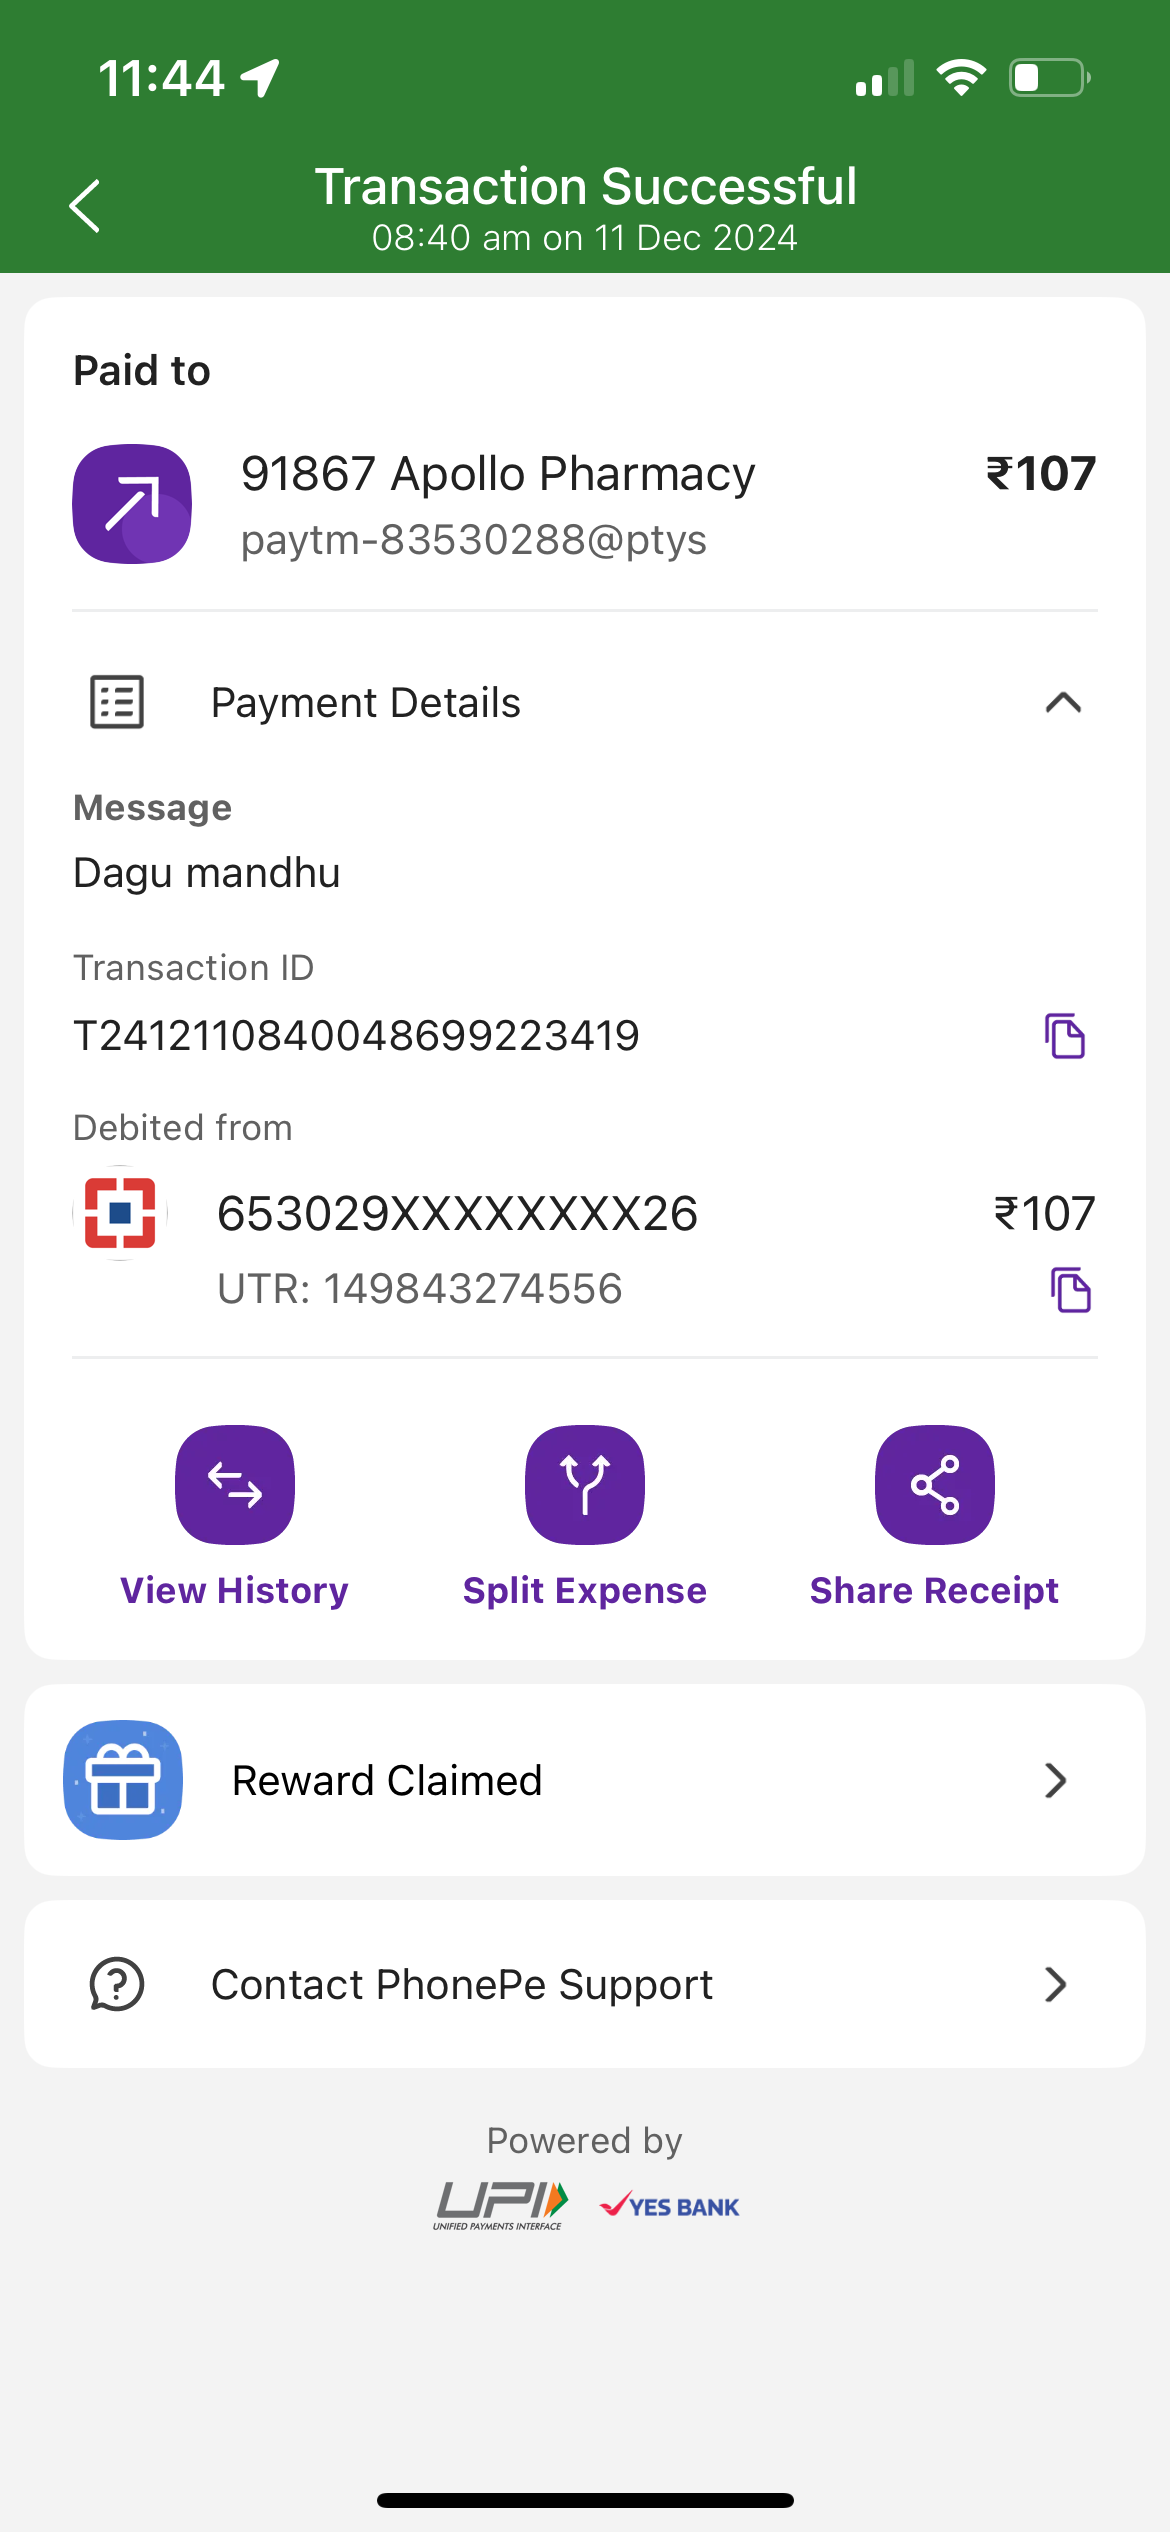 11:44
Transaction Successful
08:40 am on 11 Dec 2024
Paid to
91867 Apollo Pharmacy ₹107
paytm-83530288@ptys
Payment Details
Message
Dagu mandhu
Transaction ID
T2412110840048699223419
Debited from
653029XXXXXXXX26 ₹107
UTR: 149843274556
View History Split Expense Share Receipt
Reward Claimed
Contact PhonePe Support
Powered by
UPI YES BANK
UNIFIED PAYMENTS INTERFACE